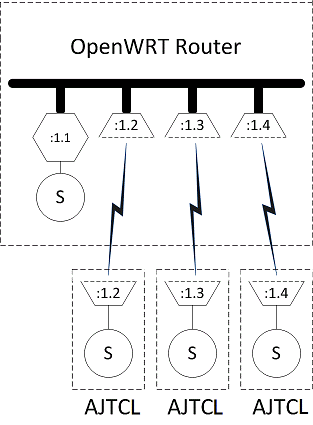 OpenWRT Router
:1.1 :1.2 :1.3 :1.4
S
:1.2 :1.3 :1.4
S S S
AJTCL AJTCL AJTCL